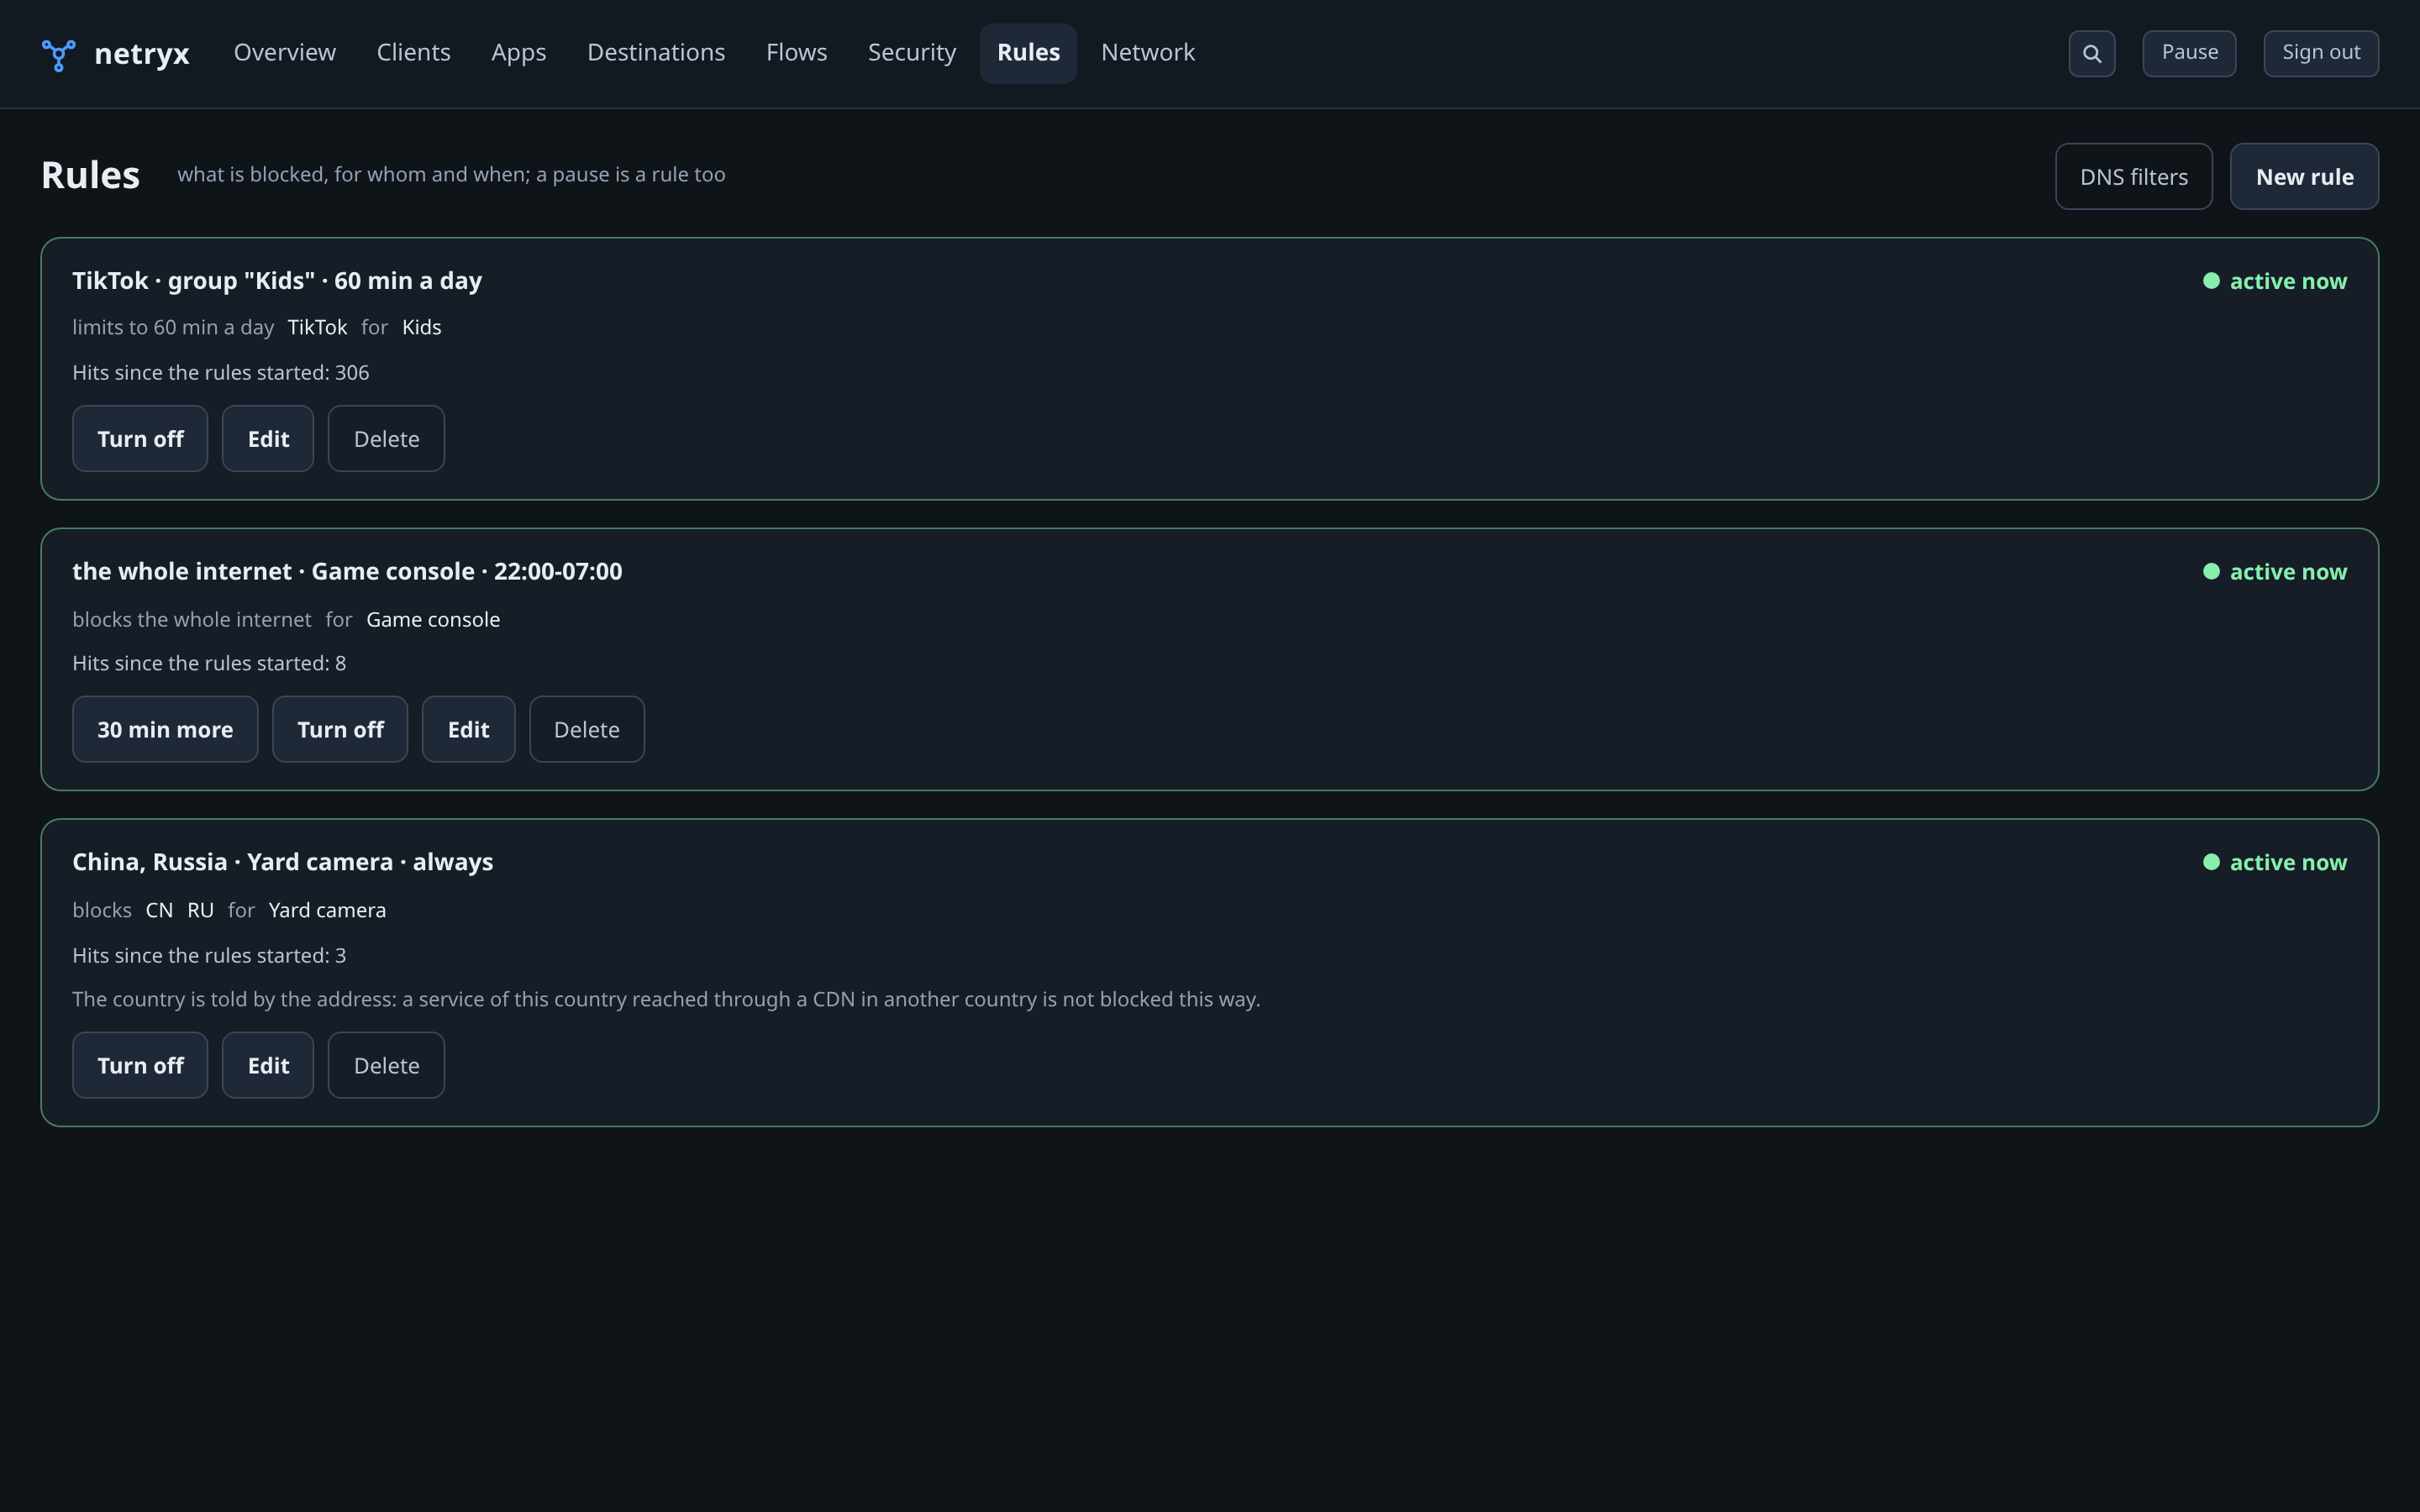 netryx Overview Clients Apps Destinations Flows Security Rules Network Pause Sign out
Rules what is blocked, for whom and when; a pause is a rule too DNS filters New rule
TikTok · group "Kids" · 60 min a day active now
limits to 60 min a day TikTok for Kids
Hits since the rules started: 306
Turn off Edit Delete
the whole internet · Game console · 22:00-07:00 active now
blocks the whole internet for Game console
Hits since the rules started: 8
30 min more Turn off Edit Delete
China, Russia · Yard camera · always active now
blocks CN RU for Yard camera
Hits since the rules started: 3
The country is told by the address: a service of this country reached through a CDN in another country is not blocked this way.
Turn off Edit Delete